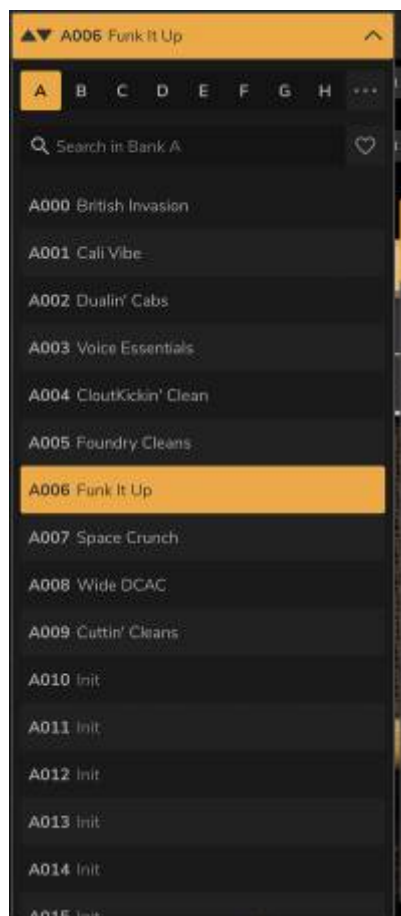 ▲▼ A006 Funk It Up
A B C D E F G H ...
Search in Bank A
A000 British Invasion
A001 Cali Vibe
A002 Dualin' Cabs
A003 Voice Essentials
A004 CloutKickin' Clean
A005 Foundry Cleans
A006 Funk It Up
A007 Space Crunch
A008 Wide DCAC
A009 Cuttin' Cleans
A010 Init
A011 Init
A012 Init
A013 Init
A014 Init
A015 Init